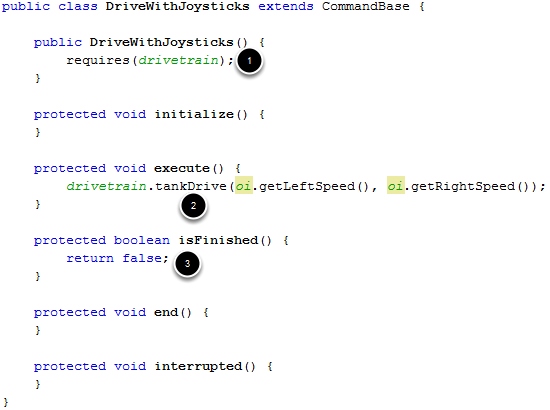 public class DriveWithJoysticks extends CommandBase {
public DriveWithJoysticks() {
requires(drivetrain); 1
}
protected void initialize() {
}
protected void execute() {
drivetrain.tankDrive(oi.getLeftSpeed(), oi.getRightSpeed());
} 2
protected boolean isFinished() {
return false; 3
}
protected void end() {
}
protected void interrupted() {
}
}